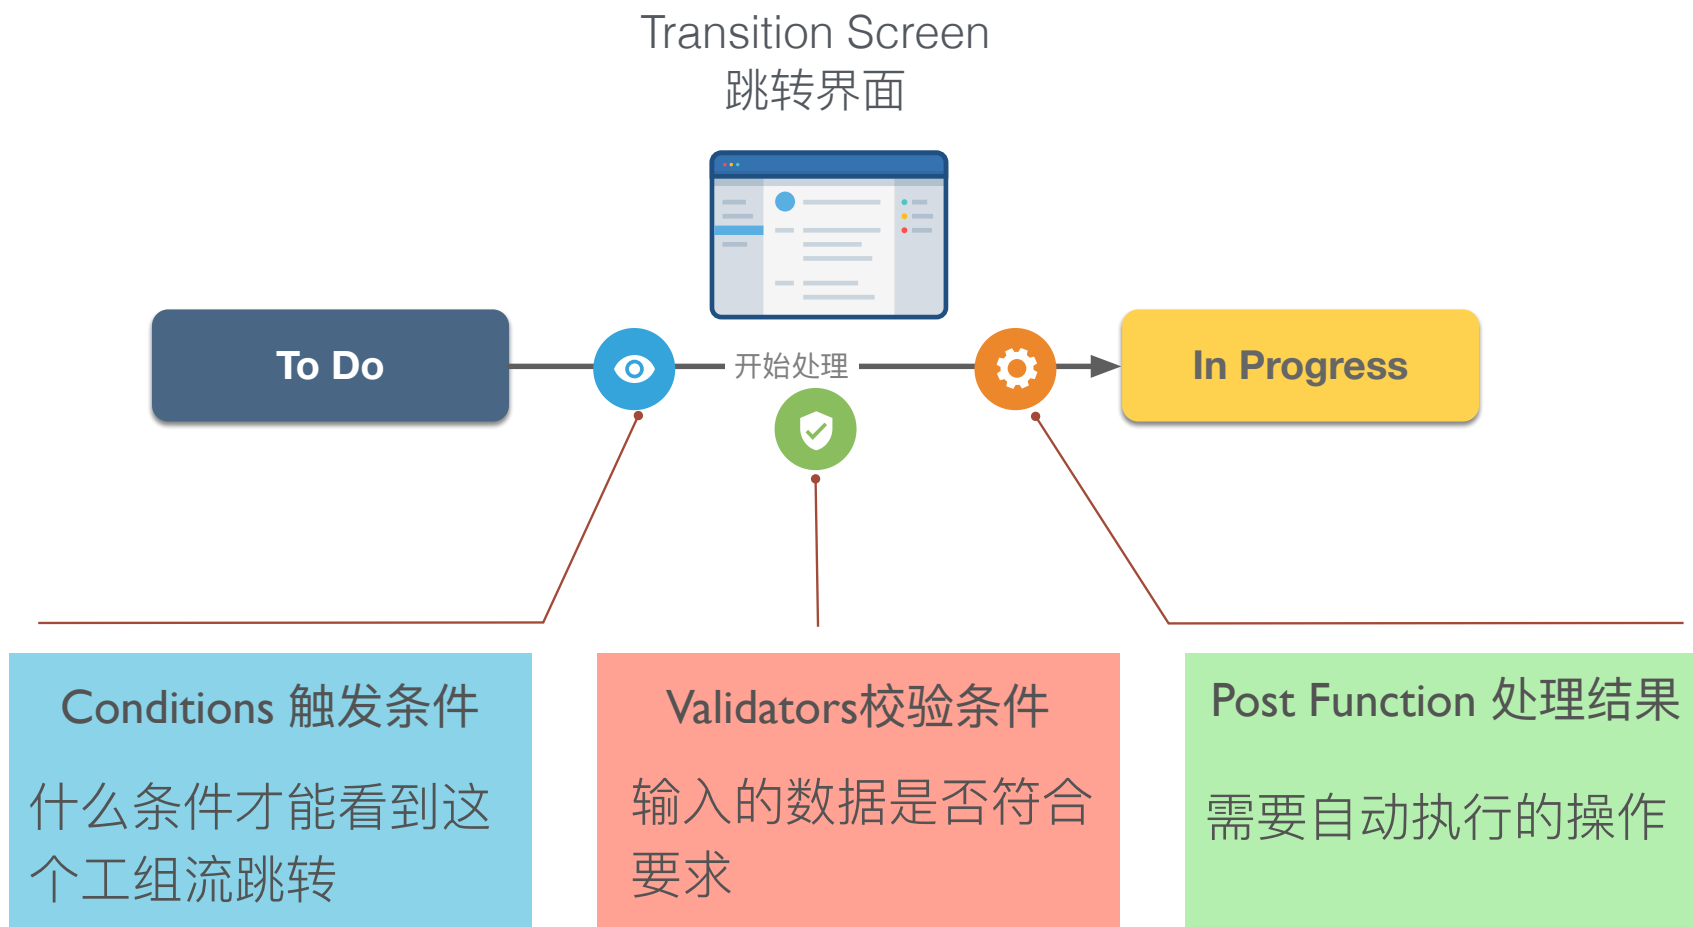 Transition Screen
跳转界面
To Do
开始处理
In Progress
Conditions 触发条件
什么条件才能看到这
个工组流跳转
Validators校验条件
输入的数据是否符合
要求
Post Function 处理结果
需要自动执行的操作